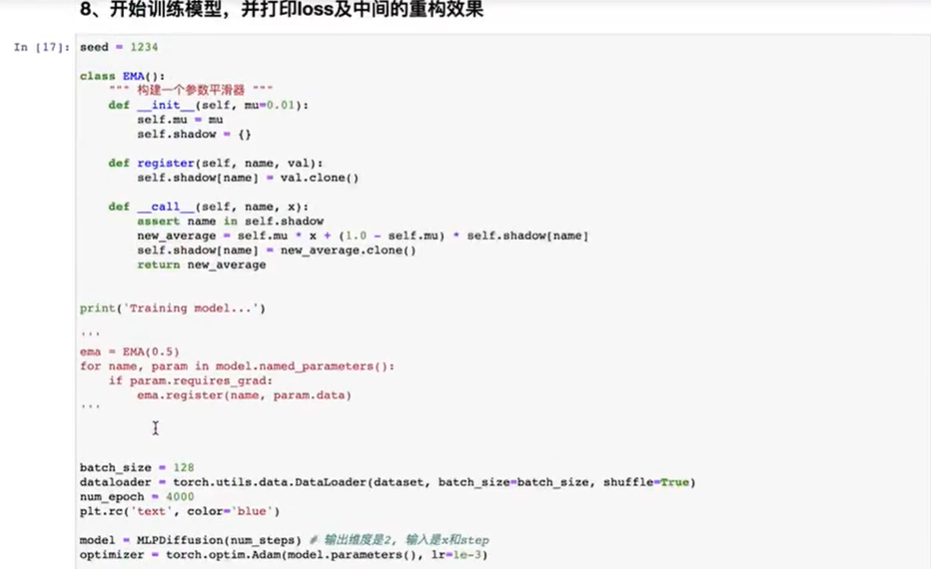 8、开始训练模型，并打印loss及中间的重构效果
In [17]: seed = 1234
class EMA():
""" 构建一个参数平滑器 """
def __init__(self, mu=0.01):
self.mu = mu
self.shadow = {}
def register(self, name, val):
self.shadow[name] = val.clone()
def __call__(self, name, x):
assert name in self.shadow
new_average = self.mu * x + (1.0 - self.mu) * self.shadow[name]
self.shadow[name] = new_average.clone()
return new_average
print('Training model...')
'''
ema = EMA(0.5)
for name, param in model.named_parameters():
if param.requires_grad:
ema.register(name, param.data)
'''
batch_size = 128
dataloader = torch.utils.data.DataLoader(dataset, batch_size=batch_size, shuffle=True)
num_epoch = 4000
plt.rc('text', color='blue')
model = MLPDiffusion(num_steps) # 输出维度是2, 输入是x和step
optimizer = torch.optim.Adam(model.parameters(), lr=1e-3)